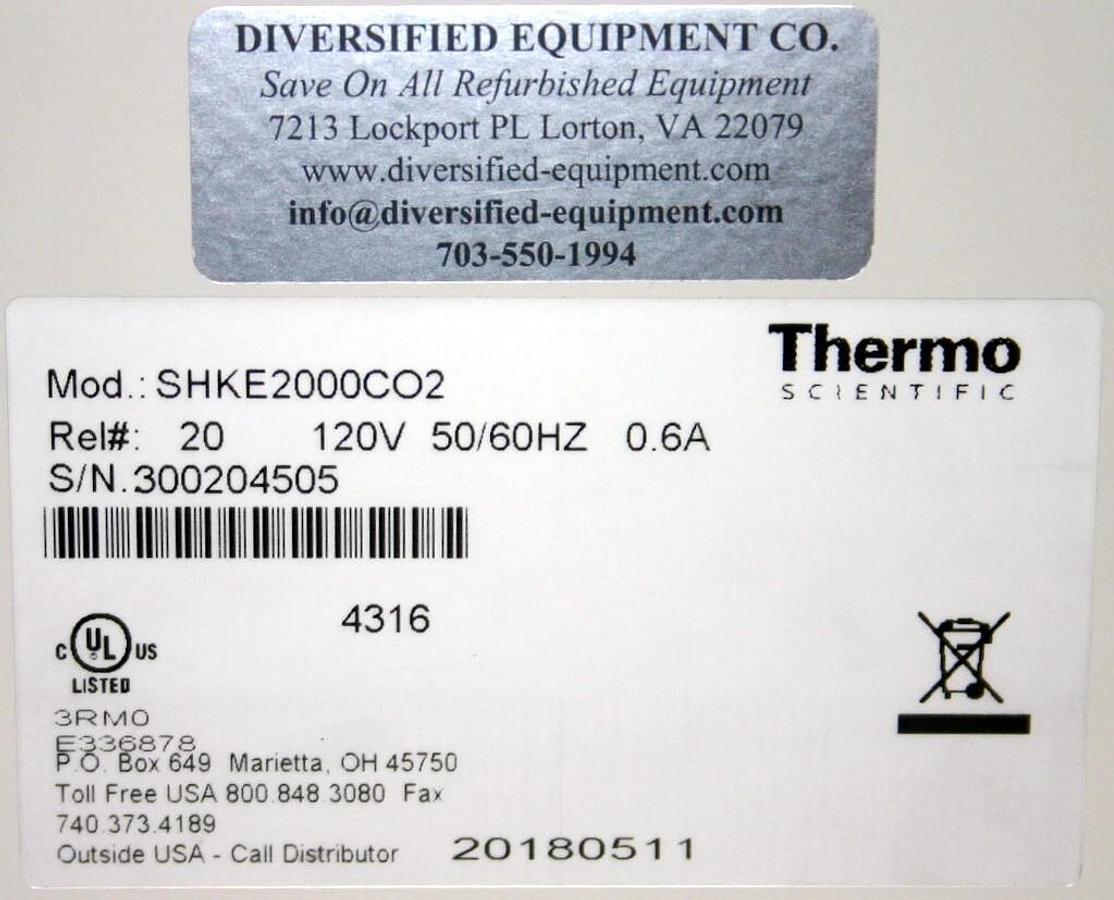 DIVERSIFIED EQUIPMENT CO.
Save On All Refurbished Equipment
7213 Lockport PL Lorton, VA 22079
www.diversified-equipment.com
info@diversified-equipment.com
703-550-1994
Thermo
SCIENTIFIC
Mod.: SHKE2000CO2
Rel#: 20 120V 50/60HZ 0.6A
S/N.300204505
4316
C UL US
LISTED
3RM0
E336878
P.O. Box 649 Marietta, OH 45750
Toll Free USA 800.848.3080 Fax
740.373.4189
Outside USA - Call Distributor 20180511